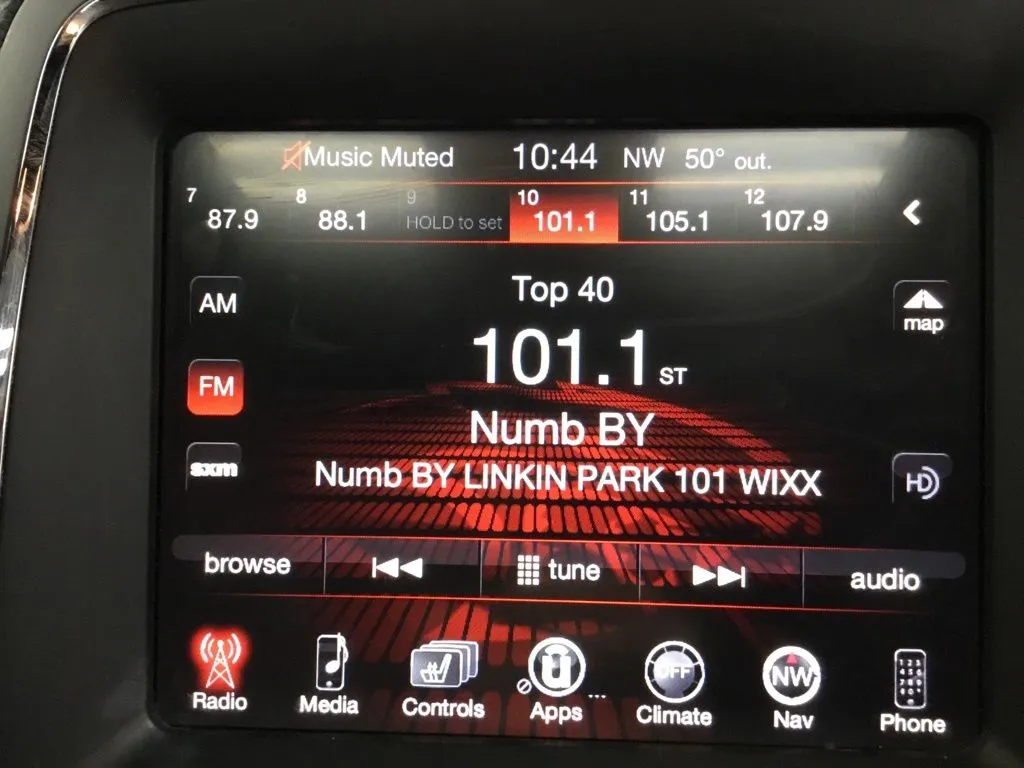 Music Muted 10:44 NW 50° out.
7 8 9 10 11 12
87.9 88.1 HOLD to set 101.1 105.1 107.9
Top 40
AM
map
101.1 ST
FM
Numb BY
sxm
Numb BY LINKIN PARK 101 WIXX
HD
browse tune audio
OFF NW
Radio Media Controls Apps ... Climate Nav Phone